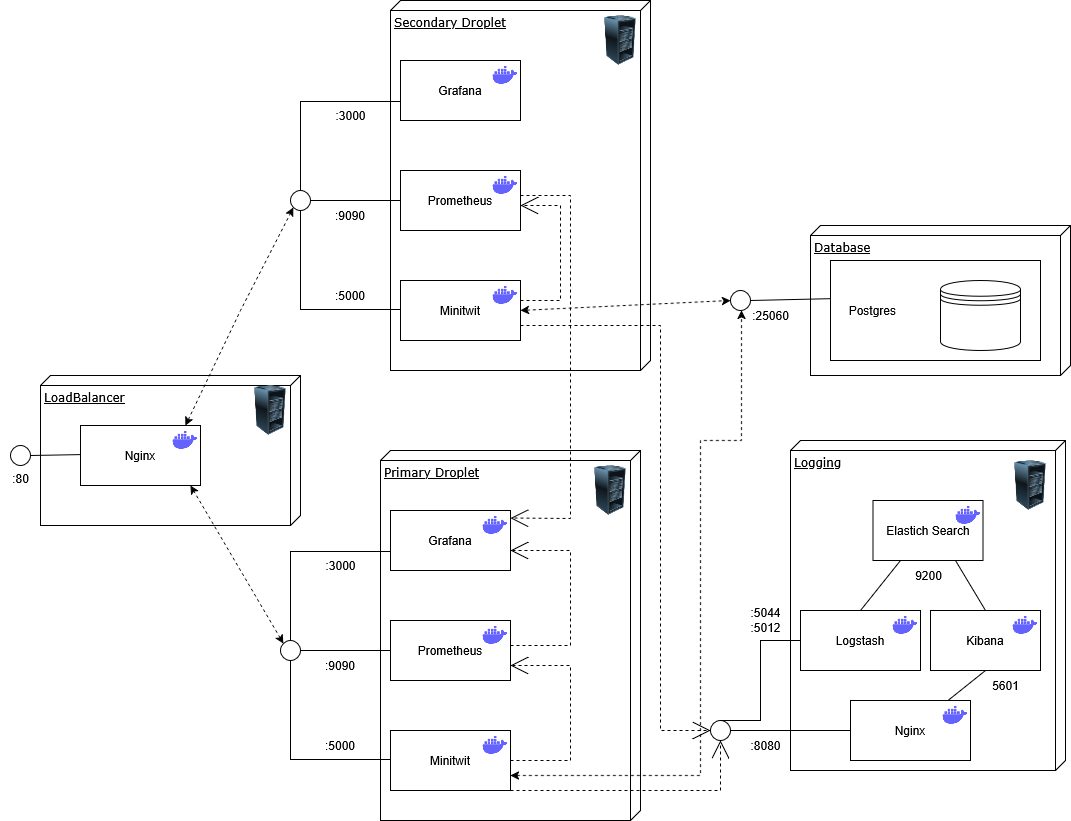 Secondary Droplet
Grafana
:3000
Prometheus
:9090
:5000
Minitwit
Database
Postgres
:25060
LoadBalancer
Nginx
:80
Primary Droplet
Grafana
:3000
Prometheus
:9090
:5000
Minitwit
Logging
Elastich Search
9200
:5044
:5012
Logstash
Kibana
5601
Nginx
:8080